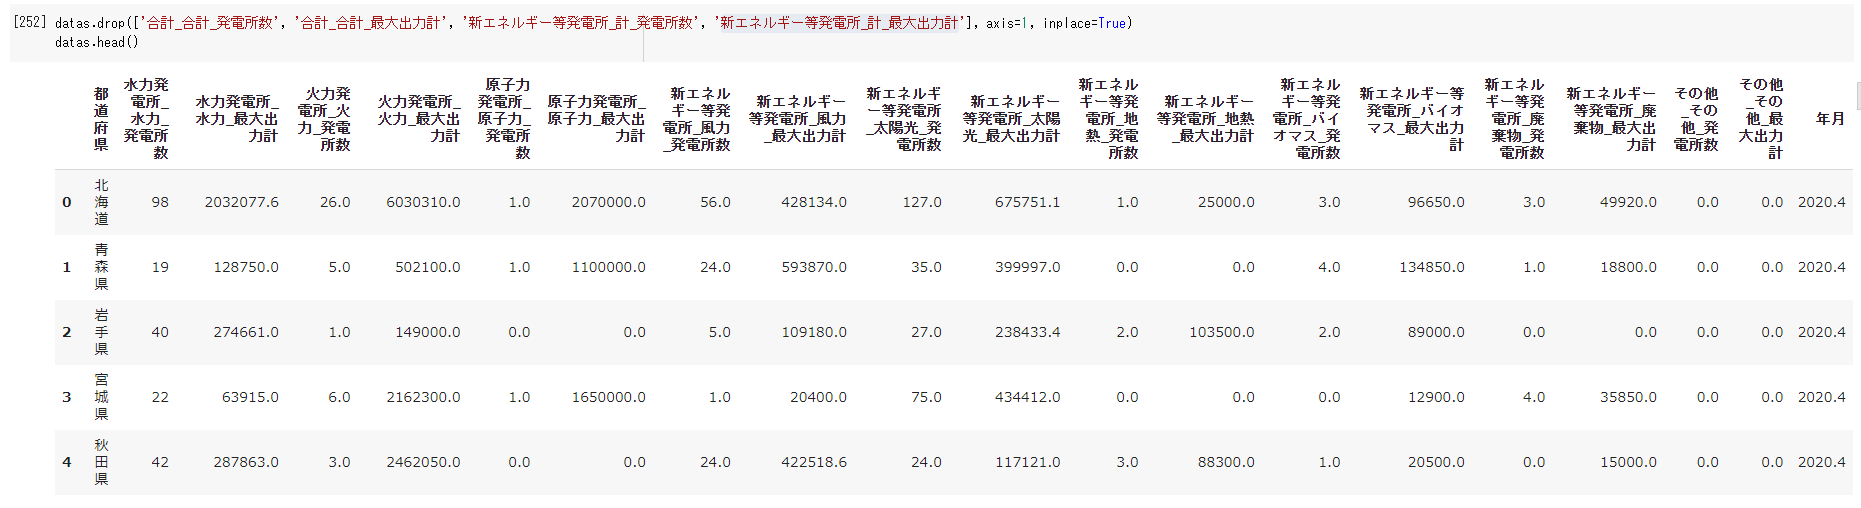 [252] datas.drop(['合計_合計_発電所数', '合計_合計_最大出力計', '新エネルギー等発電所_計_発電所数', '新エネルギー等発電所_計_最大出力計'], axis=1, inplace=True)
datas.head()
都道府県 水力発電所_水力_発電所数 水力発電所_水力_最大出力計 火力発電所_火力_発電所数 火力発電所_火力_最大出力計 原子力発電所_原子力_発電所数 原子力発電所_原子力_最大出力計 新エネルギー等発電所_風力_発電所数 新エネルギー等発電所_風力_最大出力計 新エネルギー等発電所_太陽光_発電所数 新エネルギー等発電所_太陽光_最大出力計 新エネルギー等発電所_地熱_発電所数 新エネルギー等発電所_地熱_最大出力計 新エネルギー等発電所_バイオマス_発電所数 新エネルギー等発電所_バイオマス_最大出力計 新エネルギー等発電所_廃棄物_発電所数 新エネルギー等発電所_廃棄物_最大出力計 その他_その他_発電所数 その他_その他_最大出力計 年月
0 北海道 98 2032077.6 26.0 6030310.0 1.0 2070000.0 56.0 428134.0 127.0 675751.1 1.0 25000.0 3.0 96650.0 3.0 49920.0 0.0 0.0 2020.4
1 青森県 19 128750.0 5.0 502100.0 1.0 1100000.0 24.0 593870.0 35.0 399997.0 0.0 0.0 4.0 134850.0 1.0 18800.0 0.0 0.0 2020.4
2 岩手県 40 274661.0 1.0 149000.0 0.0 0.0 5.0 109180.0 27.0 238433.4 2.0 103500.0 2.0 89000.0 0.0 0.0 0.0 0.0 2020.4
3 宮城県 22 63915.0 6.0 2162300.0 1.0 1650000.0 1.0 20400.0 75.0 434412.0 0.0 0.0 0.0 12900.0 4.0 35850.0 0.0 0.0 2020.4
4 秋田県 42 287863.0 3.0 2462050.0 0.0 0.0 24.0 422518.6 24.0 117121.0 3.0 88300.0 1.0 20500.0 0.0 15000.0 0.0 0.0 2020.4